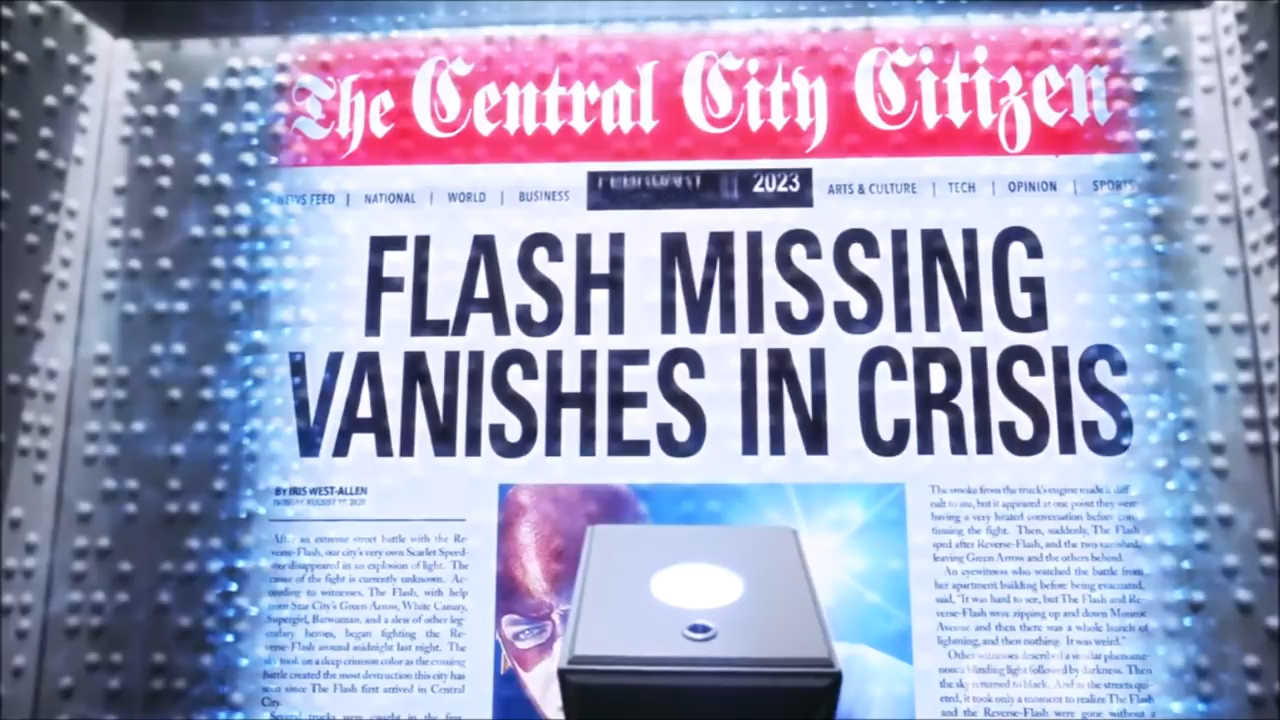 The Central City Citizen
NEWS FEED | NATIONAL | WORLD | BUSINESS 2023 ARTS & CULTURE | TECH | OPINION | SPORTS
FLASH MISSING
VANISHES IN CRISIS
BY IRIS WEST-ALLEN
After an extreme street battle with the Re-
verse-Flash, our city's very own Scarlet Speed-
ster disappeared in an explosion of light. The
cause of the fight is currently unknown. Ac-
cording to witnesses, The Flash, with help
from Star City's Green Arrow, White Canary,
Supergirl, Batwoman, and a slew of other leg-
endary heroes, began fighting the Re-
verse-Flash around midnight last night. The
sky took on a deep crimson color as the ensuing
battle created the most destruction this city has
seen since The Flash first arrived in Central
City.
Several trucks were caught in the few
The smoke from the truck's engine made is diff
cult to me, but it appeared at one point they were
having a very heated conversation before con-
tinuing the fight. Then, suddenly, The Flash
sped after Reverse-Flash, and the two vanished,
leaving Green Arrow and the others behind.
An eyewitness who watched the battle from
her apartment building before being evacuated,
said, "It was hard to see, but The Flash and Re-
verse-Flash were zipping up and down Monroe
Avenue and then there was a whole bunch of
lightning, and then nothing. It was weird."
Other witnesses described a similar phenome-
non: a blinding light followed by darkness. Then
the sky returned to black. And as the streets qui-
eted, it took only a moment to realize The Flash
and the Reverse-Flash were gone without a